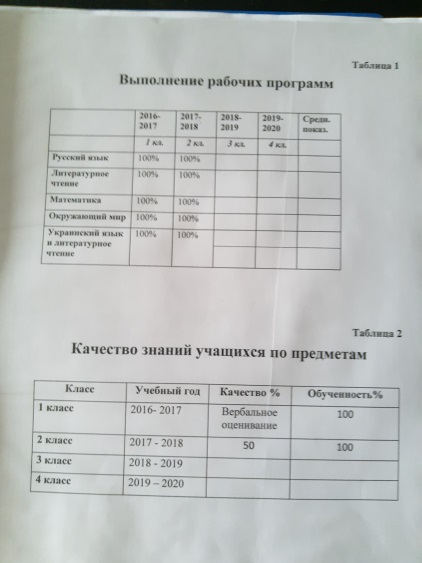 Таблица 1
Выполнение рабочих программ
2016-2017 2017-2018 2018-2019 2019-2020 Средн. показ.
1 кл. 2 кл. 3 кл. 4 кл.
Русский язык 100% 100%
Литературное чтение 100% 100%
Математика 100% 100%
Окружающий мир 100% 100%
Украинский язык и литературное чтение 100% 100%
Таблица 2
Качество знаний учащихся по предметам
Класс Учебный год Качество % Обученность%
1 класс 2016- 2017 Вербальное оценивание 100
2 класс 2017 - 2018 50 100
3 класс 2018 - 2019
4 класс 2019 – 2020